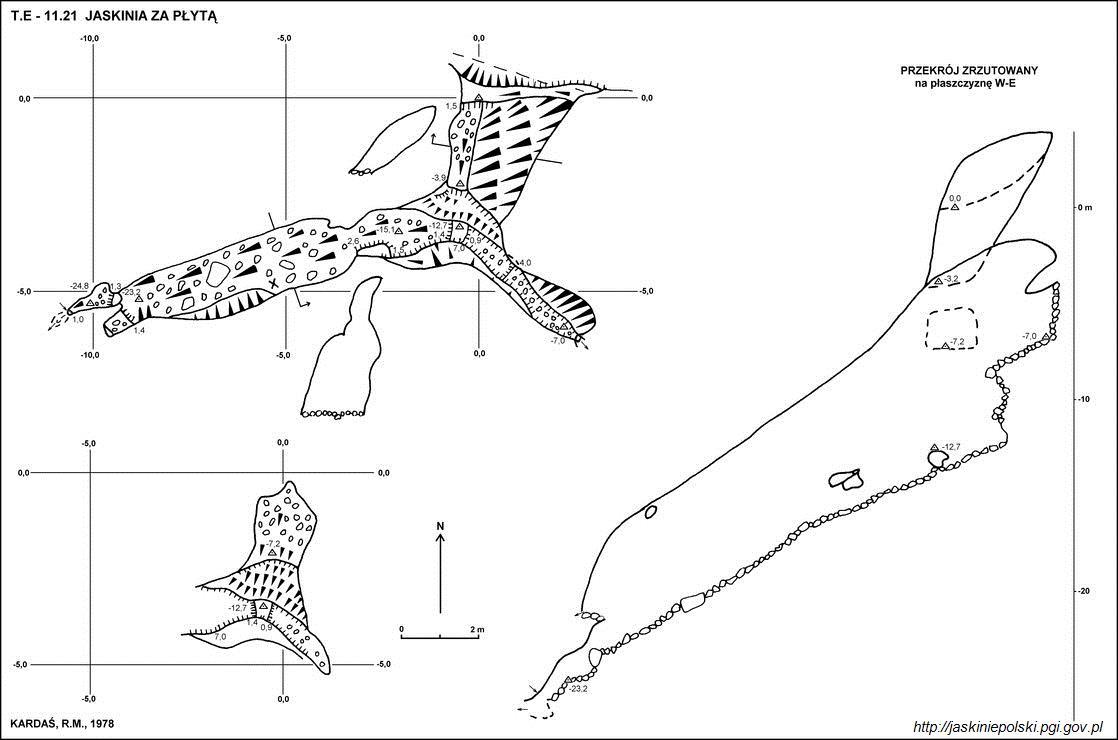 T.E - 11.21 JASKINIA ZA PŁYTĄ
-10,0 -5,0 0,0
PRZEKRÓJ ZRZUTOWANY
na płaszczyznę W-E
0,0 0,0
1,5
-3,9
0,0
0 m
-12,7
-15,1 1,4 0,9
2,6 1,5 7,0
-4,0
-3,2
-24,8 1,3 -23,2
X
-5,0 -5,0
1,0 1,4
-7,0
-7,2 -7,0
-10,0 -5,0 0,0
-10
-5,0 0,0
-12,7
0,0 0,0
N
-7,2
-20
-12,7
1,4 0,9
7,0
0 2 m
-5,0 -5,0
-23,2
-5,0 0,0
KARDAŚ, R.M., 1978
http://jaskiniepolski.pgi.gov.pl